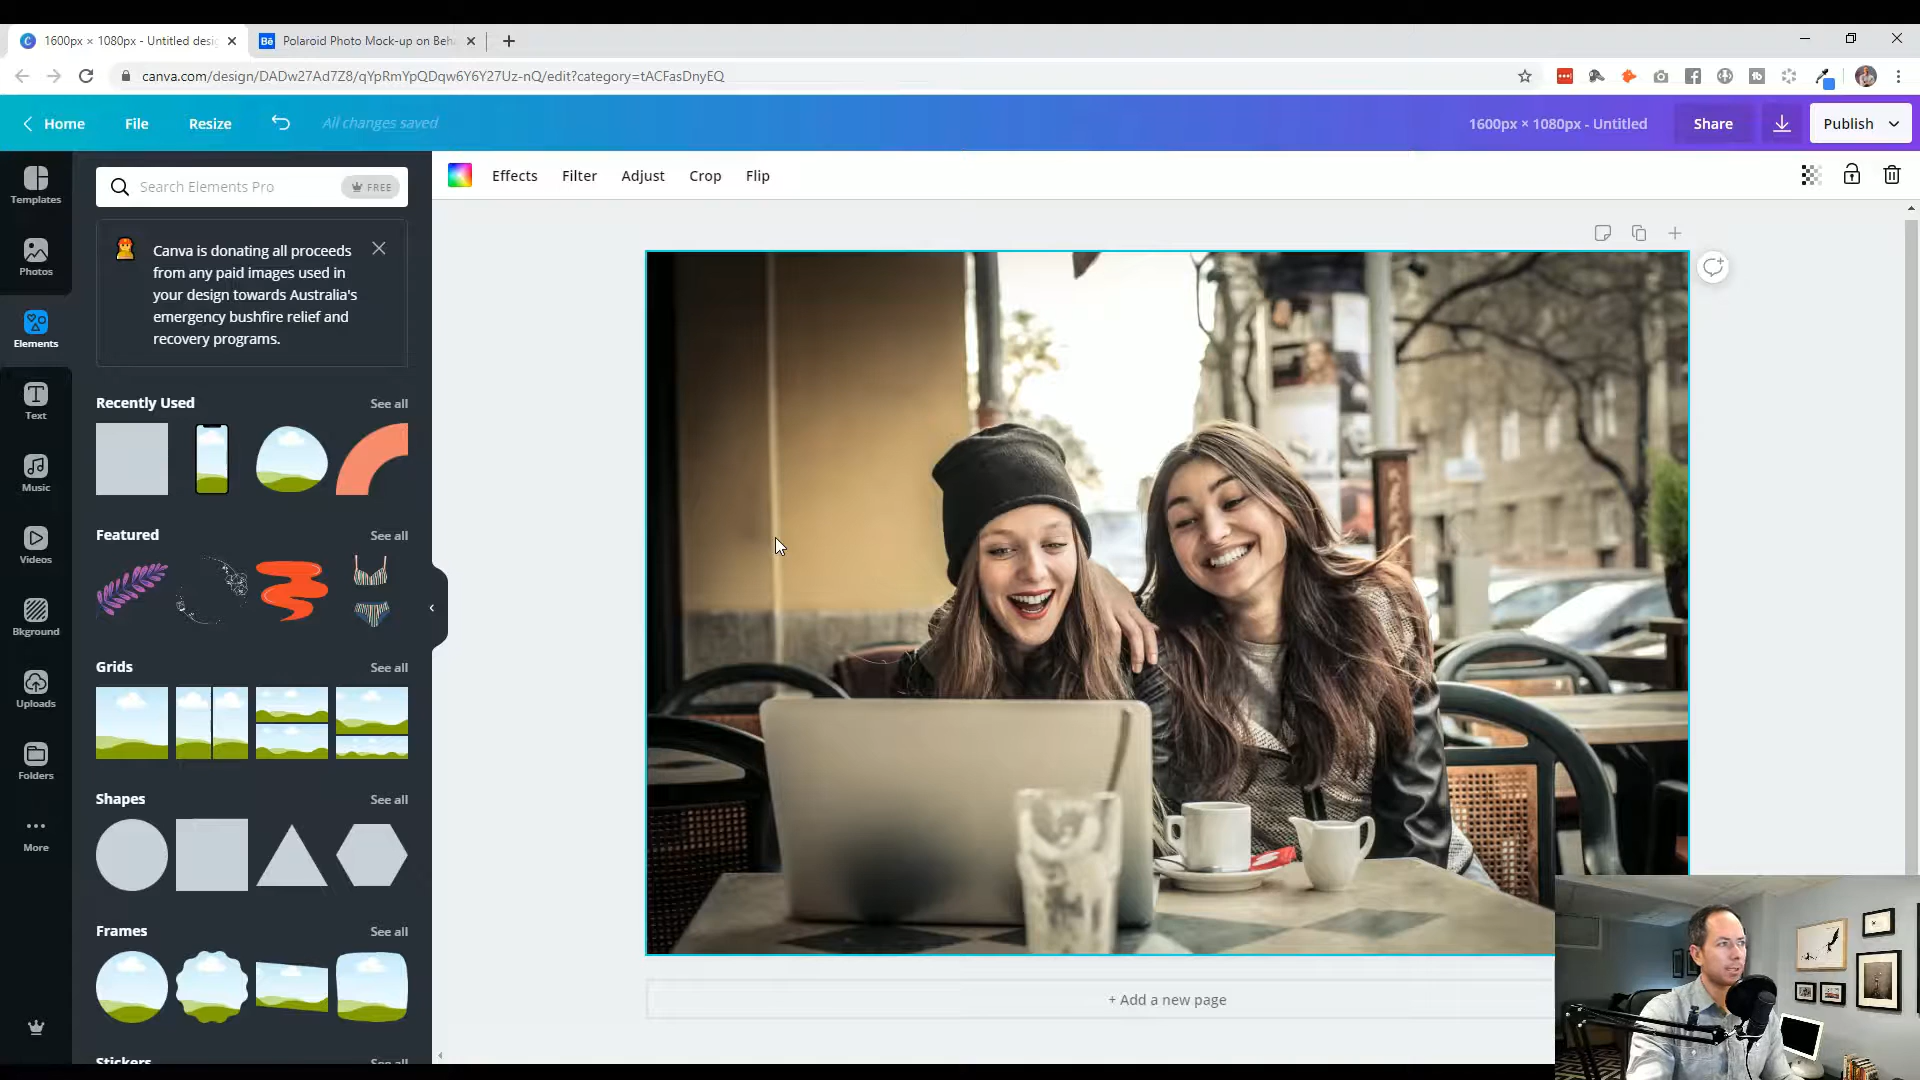 1600px × 1080px - Untitled desi
Polaroid Photo Mock-up on Beh
canva.com/design/DADw27Ad7Z8/qYpRmYpQDqw6Y6Y27Uz-nQ/edit?category=tACFasDnyEQ
Home
File
Resize
All changes saved
1600px × 1080px - Untitled
Share
Publish
Templates
Photos
Elements
Text
Music
Videos
Bkground
Uploads
Folders
More
Search Elements Pro
FREE
Canva is donating all proceeds
from any paid images used in
your design towards Australia's
emergency bushfire relief and
recovery programs.
Recently Used
See all
Featured
See all
Grids
See all
Shapes
See all
Frames
See all
Stickers
See all
Effects
Filter
Adjust
Crop
Flip
+ Add a new page